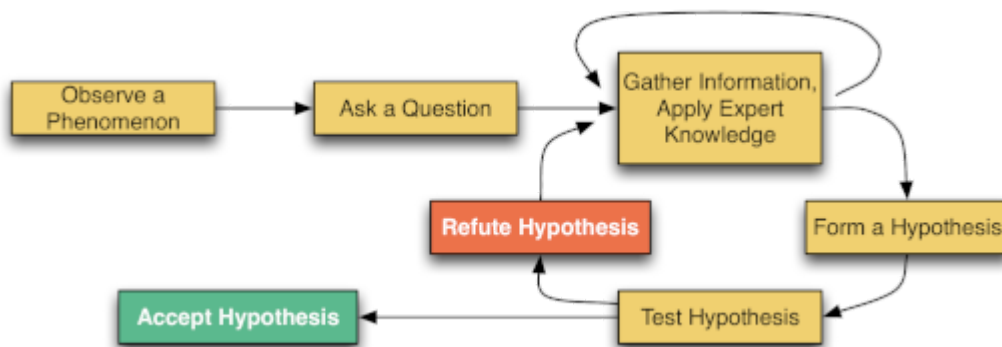 Observe a
Phenomenon
Ask a Question
Gather Information,
Apply Expert
Knowledge
Refute Hypothesis
Form a Hypothesis
Accept Hypothesis
Test Hypothesis